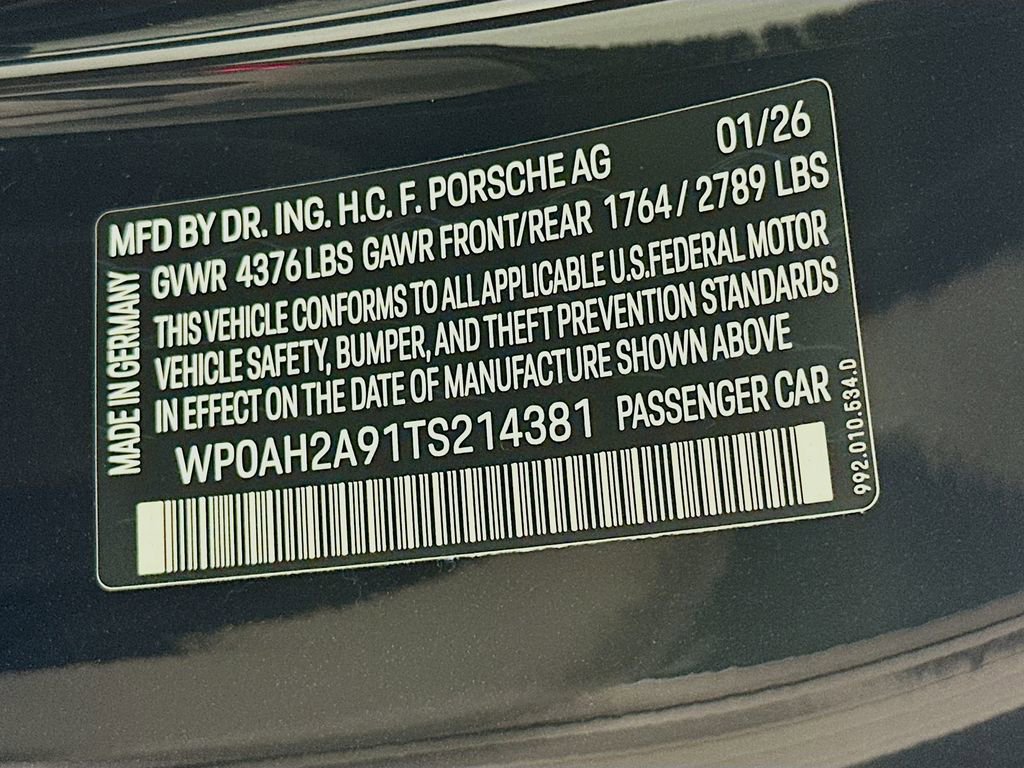 MFD BY DR. ING. H.C. F. PORSCHE AG 01/26
GVWR 4376 LBS GAWR FRONT/REAR 1764 / 2789 LBS
THIS VEHICLE CONFORMS TO ALL APPLICABLE U.S. FEDERAL MOTOR
VEHICLE SAFETY, BUMPER, AND THEFT PREVENTION STANDARDS
IN EFFECT ON THE DATE OF MANUFACTURE SHOWN ABOVE
WP0AH2A91TS214381 PASSENGER CAR
MADE IN GERMANY
992.010.534.D